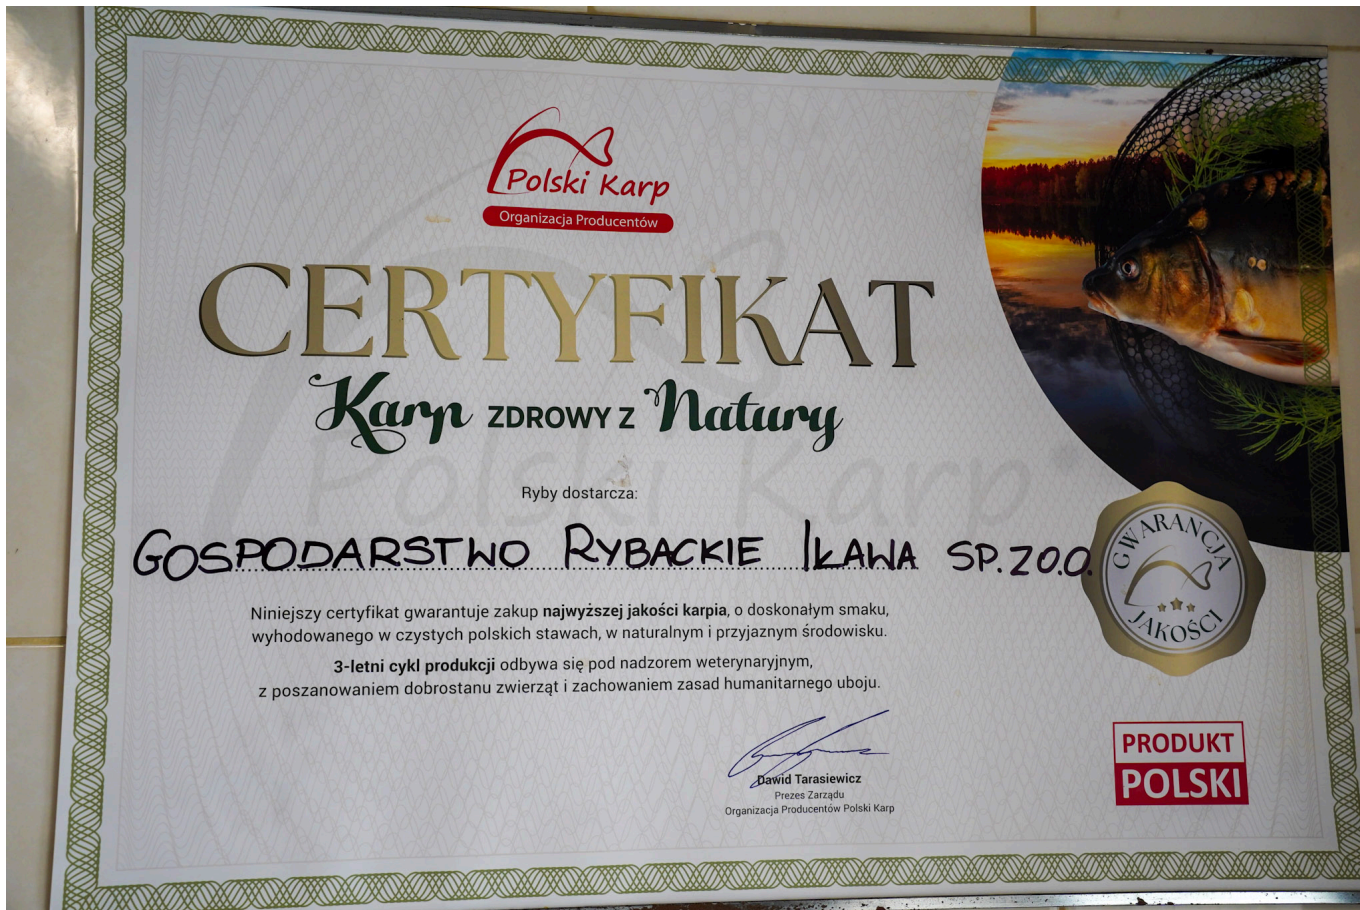 Polski Karp
Organizacja Producentów
CERTYFIKAT
Karp ZDROWY Z Natury
Polski Karp
Ryby dostarcza:
GOSPODARSTWO RYBACKIE IŁAWA SP. Z O.O.
Niniejszy certyfikat gwarantuje zakup najwyższej jakości karpia, o doskonałym smaku,
wyhodowanego w czystych polskich stawach, w naturalnym i przyjaznym środowisku.
3-letni cykl produkcji odbywa się pod nadzorem weterynaryjnym,
z poszanowaniem dobrostanu zwierząt i zachowaniem zasad humanitarnego uboju.
GWARANCJA
JAKOŚCI
Dawid Tarasiewicz
Prezes Zarządu
Organizacja Producentów Polski Karp
PRODUKT
POLSKI